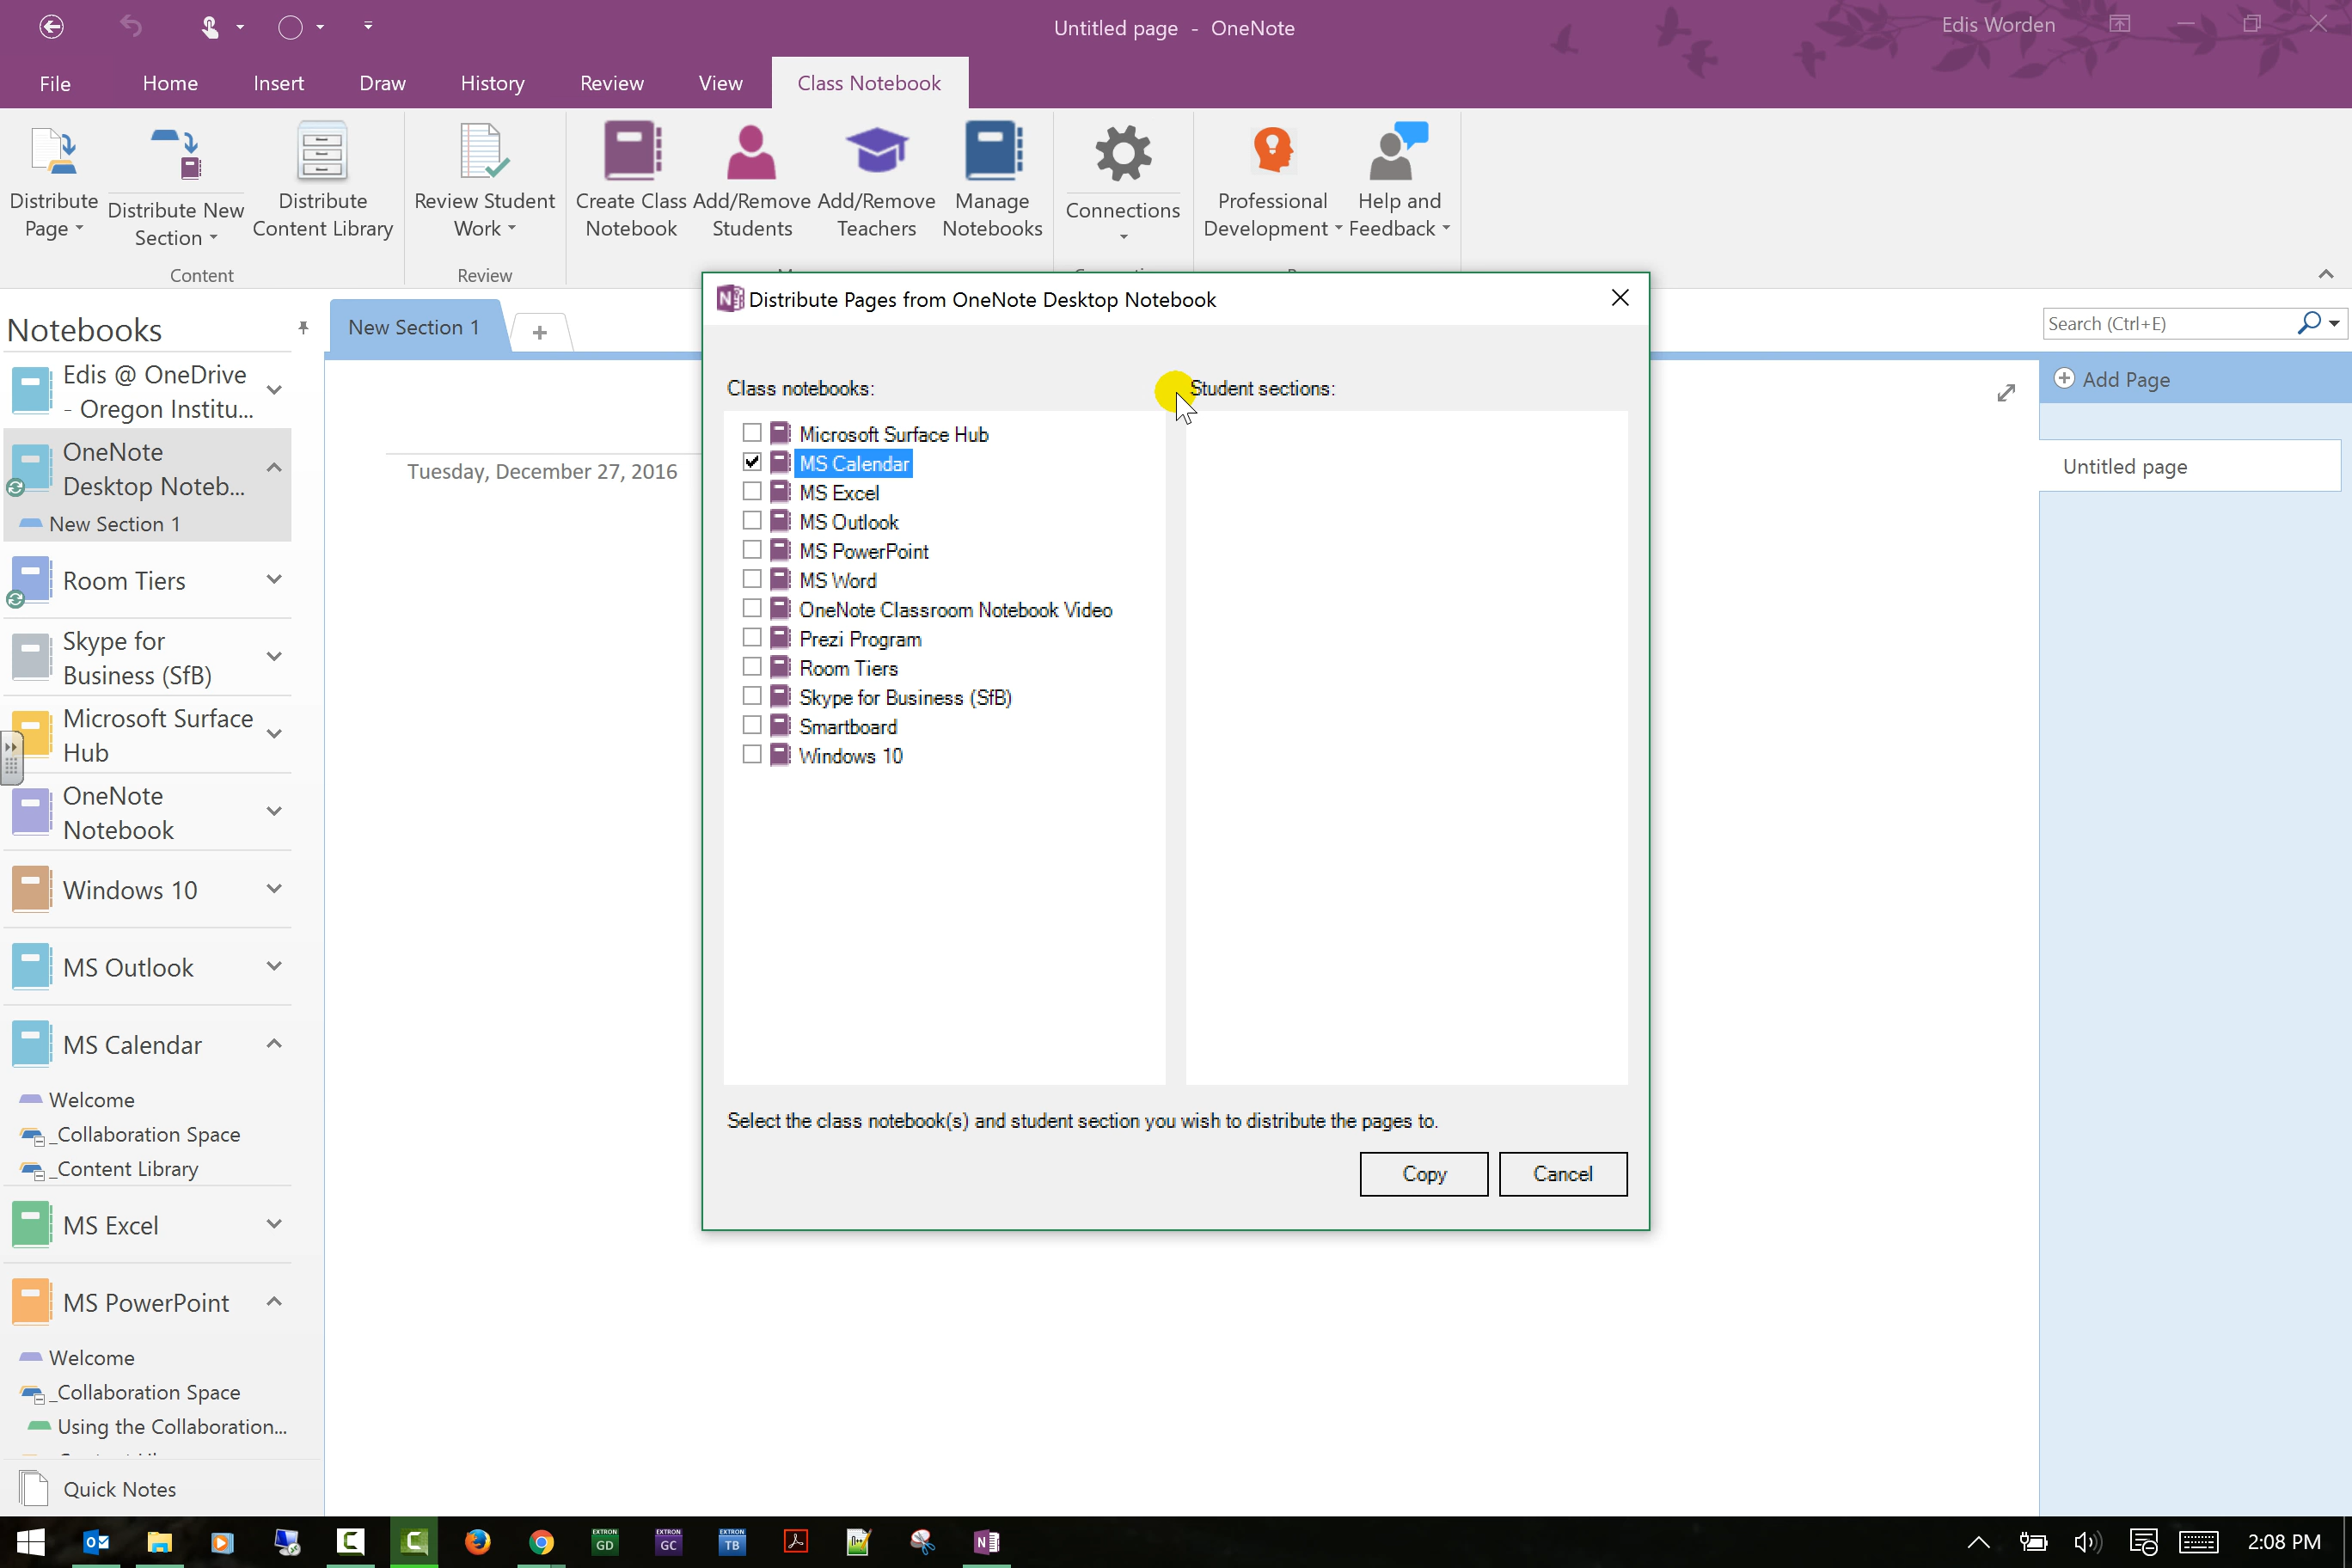 Untitled page - OneNote
Edis Worden
File
Home
Insert
Draw
History
Review
View
Class Notebook
Distribute
Page
Distribute New
Section
Distribute
Content Library
Content
Review Student
Work
Review
Create Class
Notebook
Add/Remove
Students
Add/Remove
Teachers
Manage
Notebooks
Connections
Professional
Development
Help and
Feedback
Notebooks
Edis @ OneDrive
- Oregon Institu...
OneNote
Desktop Noteb...
New Section 1
Room Tiers
Skype for
Business (SfB)
Microsoft Surface
Hub
OneNote
Notebook
Windows 10
MS Outlook
MS Calendar
Welcome
_Collaboration Space
_Content Library
MS Excel
MS PowerPoint
Welcome
_Collaboration Space
Using the Collaboration...
Quick Notes
New Section 1
Tuesday, December 27, 2016
Distribute Pages from OneNote Desktop Notebook
Class notebooks:
Microsoft Surface Hub
MS Calendar
MS Excel
MS Outlook
MS PowerPoint
MS Word
OneNote Classroom Notebook Video
Prezi Program
Room Tiers
Skype for Business (SfB)
Smartboard
Windows 10
Student sections:
Select the class notebook(s) and student section you wish to distribute the pages to.
Copy
Cancel
Search (Ctrl+E)
Add Page
Untitled page
EXTRON
GD
EXTRON
GC
EXTRON
TB
2:08 PM